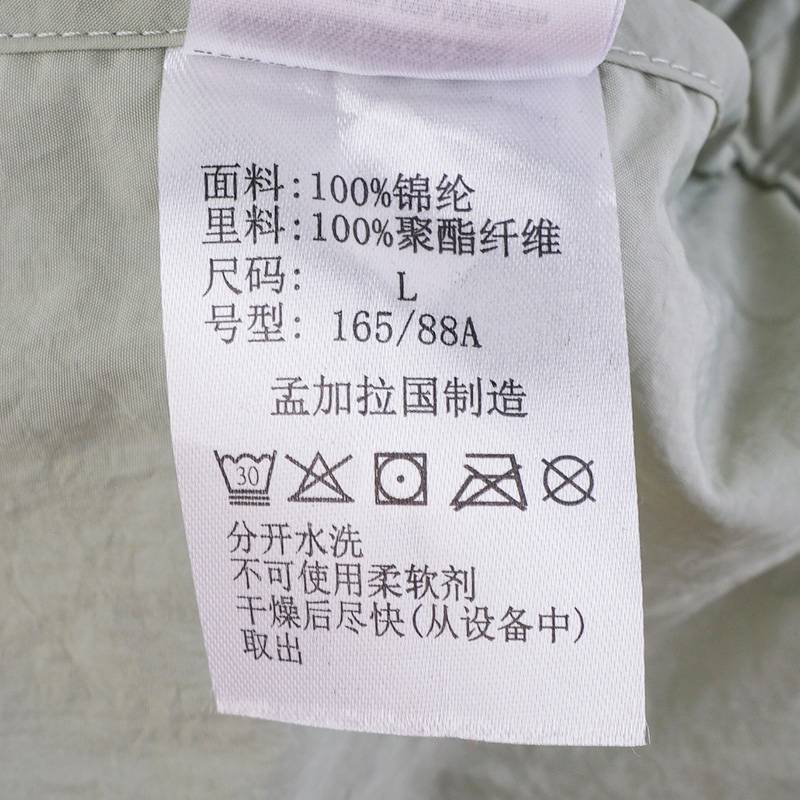 面料:100%锦纶
里料:100%聚酯纤维
尺码: L
号型: 165/88A
孟加拉国制造
30
分开水洗
不可使用柔软剂
干燥后尽快(从设备中)
取出